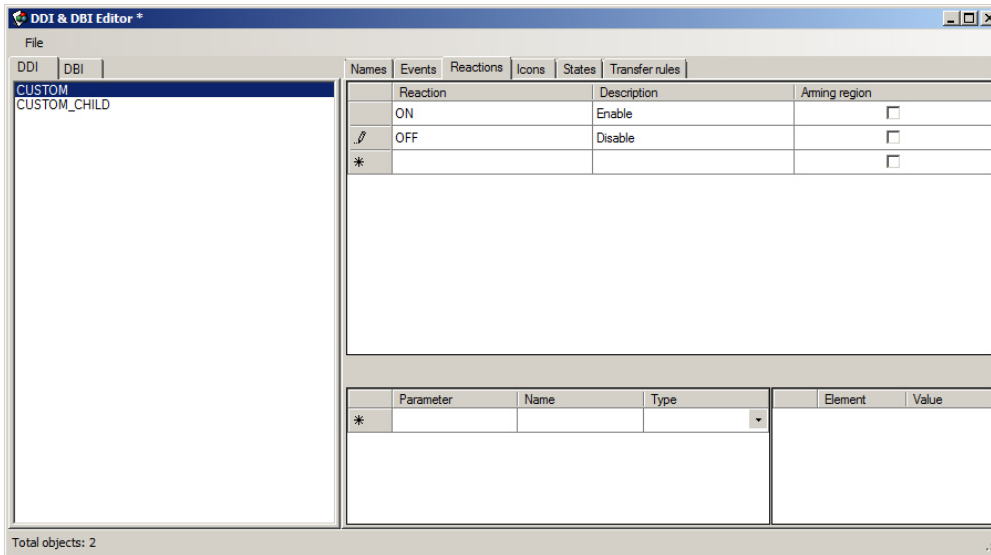 DDI & DBI Editor *
File
DDI DBI
Names Events Reactions Icons States Transfer rules
CUSTOM
CUSTOM_CHILD
Reaction Description Arming region
ON Enable
OFF Disable
Parameter Name Type
Element Value
Total objects: 2